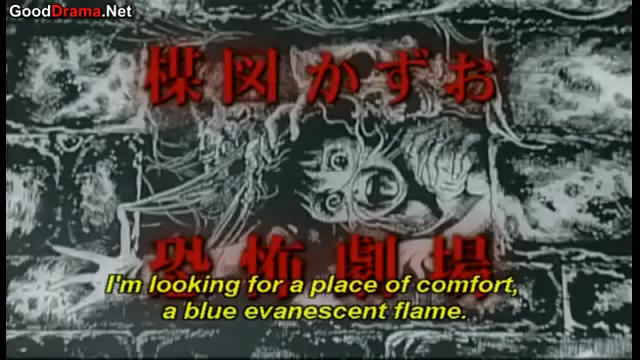 GoodDrama.Net
楳図かずお
恐怖劇場
I'm looking for a place of comfort,
a blue evanescent flame.